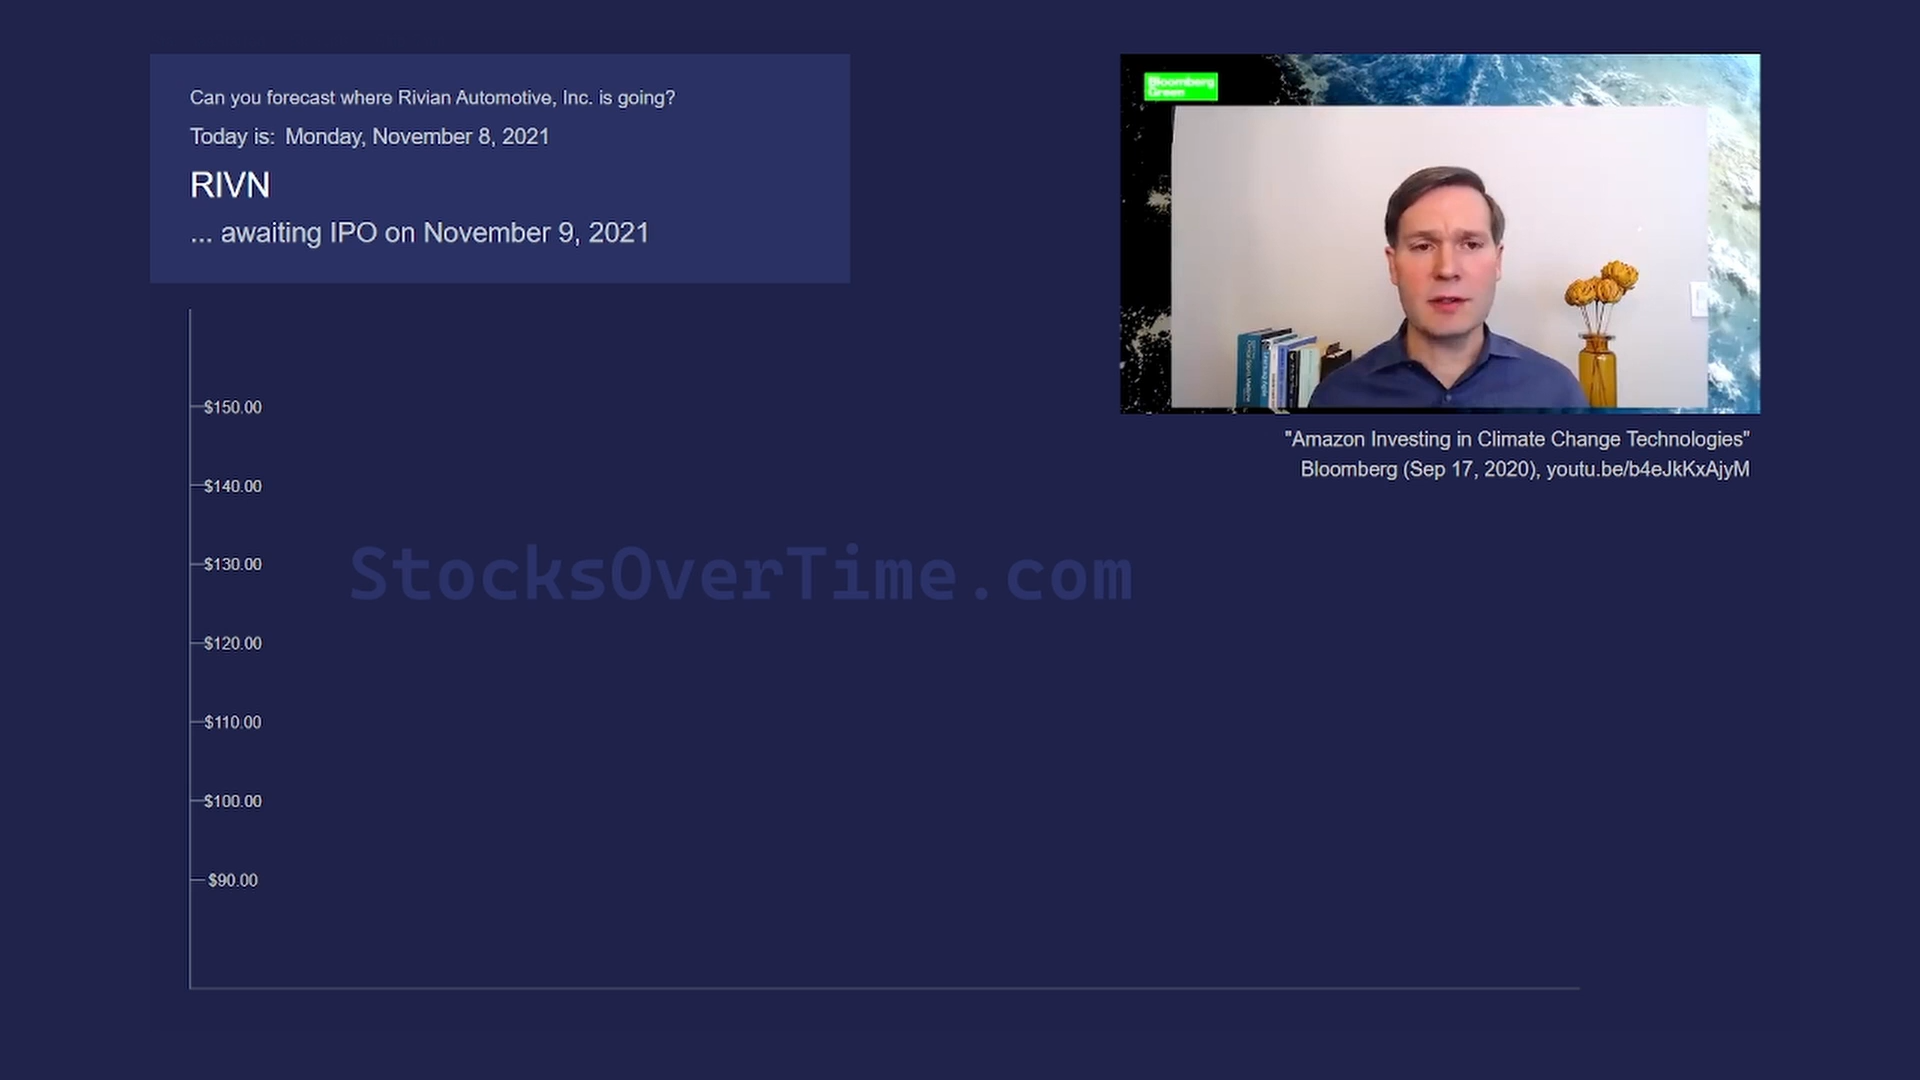 Can you forecast where Rivian Automotive, Inc. is going?
Today is: Monday, November 8, 2021
RIVN
... awaiting IPO on November 9, 2021
Bloomberg
Green
"Amazon Investing in Climate Change Technologies"
Bloomberg (Sep 17, 2020), youtu.be/b4eJkKxAjyM
$150.00
$140.00
$130.00
$120.00
$110.00
$100.00
$90.00
StocksOverTime.com